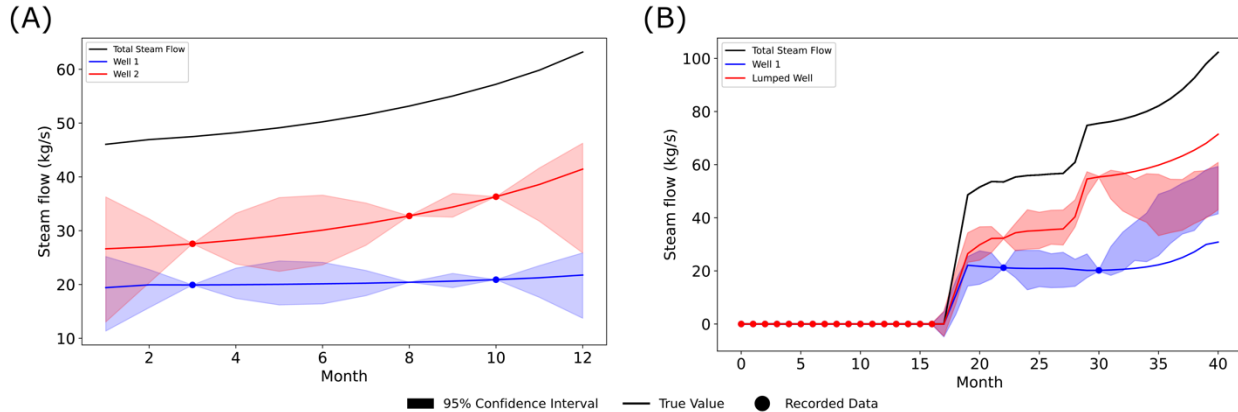 (A)
Total Steam Flow
Well 1
Well 2
Steam flow (kg/s)
60
50
40
30
20
10
2
4
6
8
10
12
Month
(B)
Total Steam Flow
Well 1
Lumped Well
Steam flow (kg/s)
100
80
60
40
20
0
0
5
10
15
20
25
30
35
40
Month
95% Confidence Interval
True Value
Recorded Data